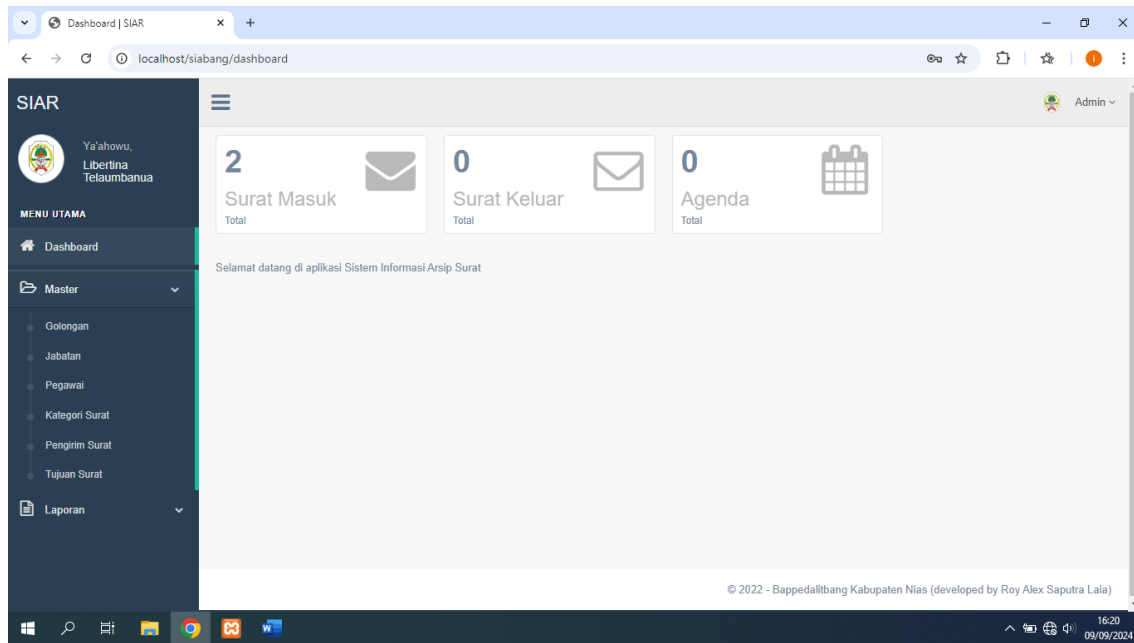 Dashboard | SIAR
localhost/siabang/dashboard
SIAR
Admin
Ya'ahowu,
Libertina
Telaumbanua
MENU UTAMA
Dashboard
Master
Golongan
Jabatan
Pegawai
Kategori Surat
Pengirim Surat
Tujuan Surat
Laporan
2
Surat Masuk
Total
0
Surat Keluar
Total
0
Agenda
Total
Selamat datang di aplikasi Sistem Informasi Arsip Surat
© 2022 - Bappedalitbang Kabupaten Nias (developed by Roy Alex Saputra Laia)
16:20
09/09/2024